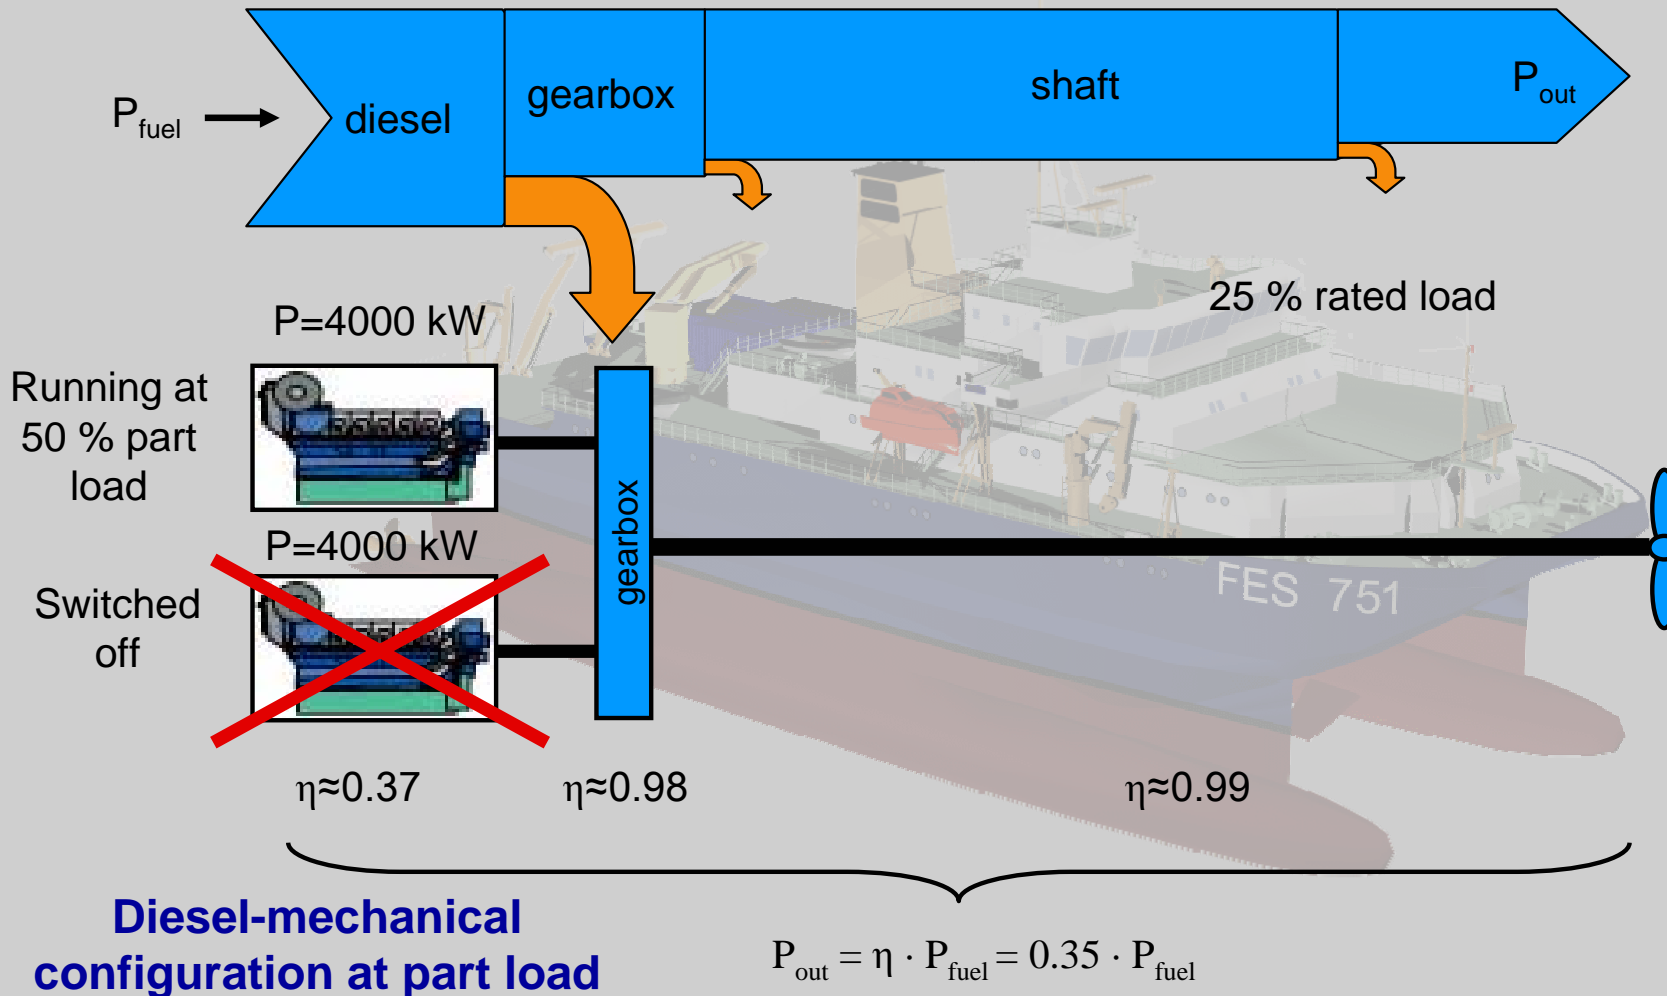 P_fuel
diesel
gearbox
shaft
P_out
25 % rated load
P=4000 kW
Running at
50 % part
load
P=4000 kW
Switched
off
gearbox
FES 751
η≈0.37
η≈0.98
η≈0.99
Diesel-mechanical
configuration at part load
P_out = η · P_fuel = 0.35 · P_fuel